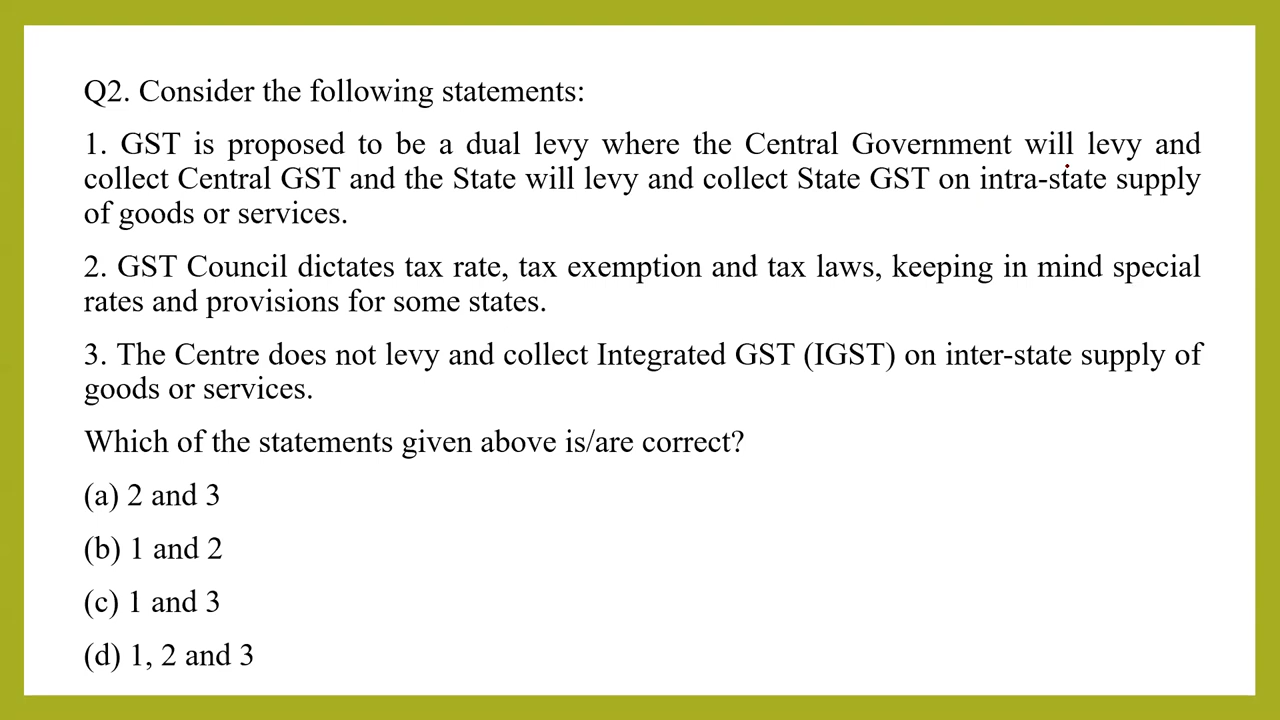 Q2. Consider the following statements:
1. GST is proposed to be a dual levy where the Central Government will levy and
collect Central GST and the State will levy and collect State GST on intra-state supply
of goods or services.
2. GST Council dictates tax rate, tax exemption and tax laws, keeping in mind special
rates and provisions for some states.
3. The Centre does not levy and collect Integrated GST (IGST) on inter-state supply of
goods or services.
Which of the statements given above is/are correct?
(a) 2 and 3
(b) 1 and 2
(c) 1 and 3
(d) 1, 2 and 3